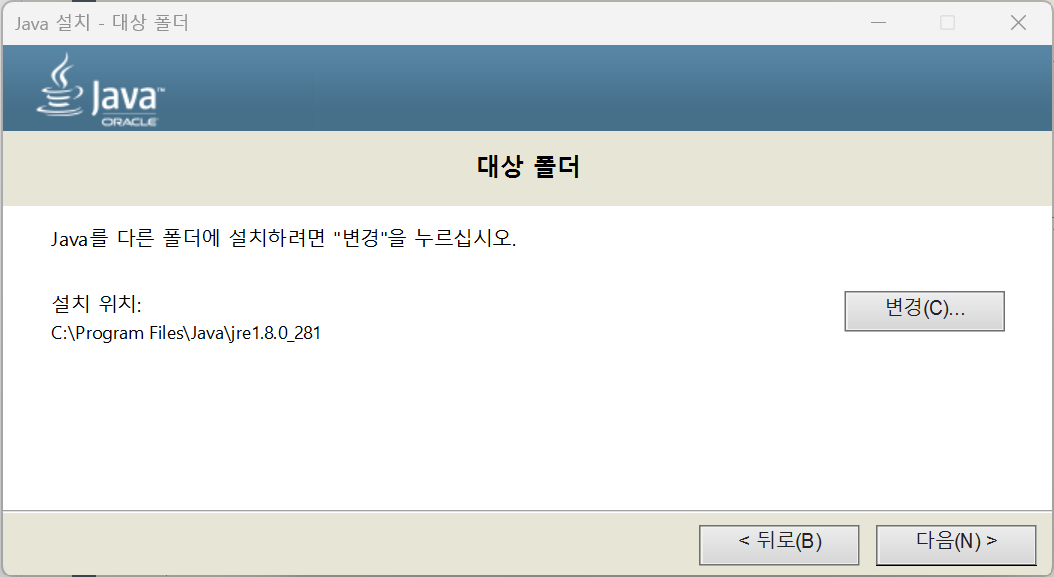 Java 설치 - 대상 폴더
Java™
ORACLE
대상 폴더
Java를 다른 폴더에 설치하려면 "변경"을 누르십시오.
설치 위치:
변경(C)...
C:\Program Files\Java\jre1.8.0_281
< 뒤로(B)
다음(N) >